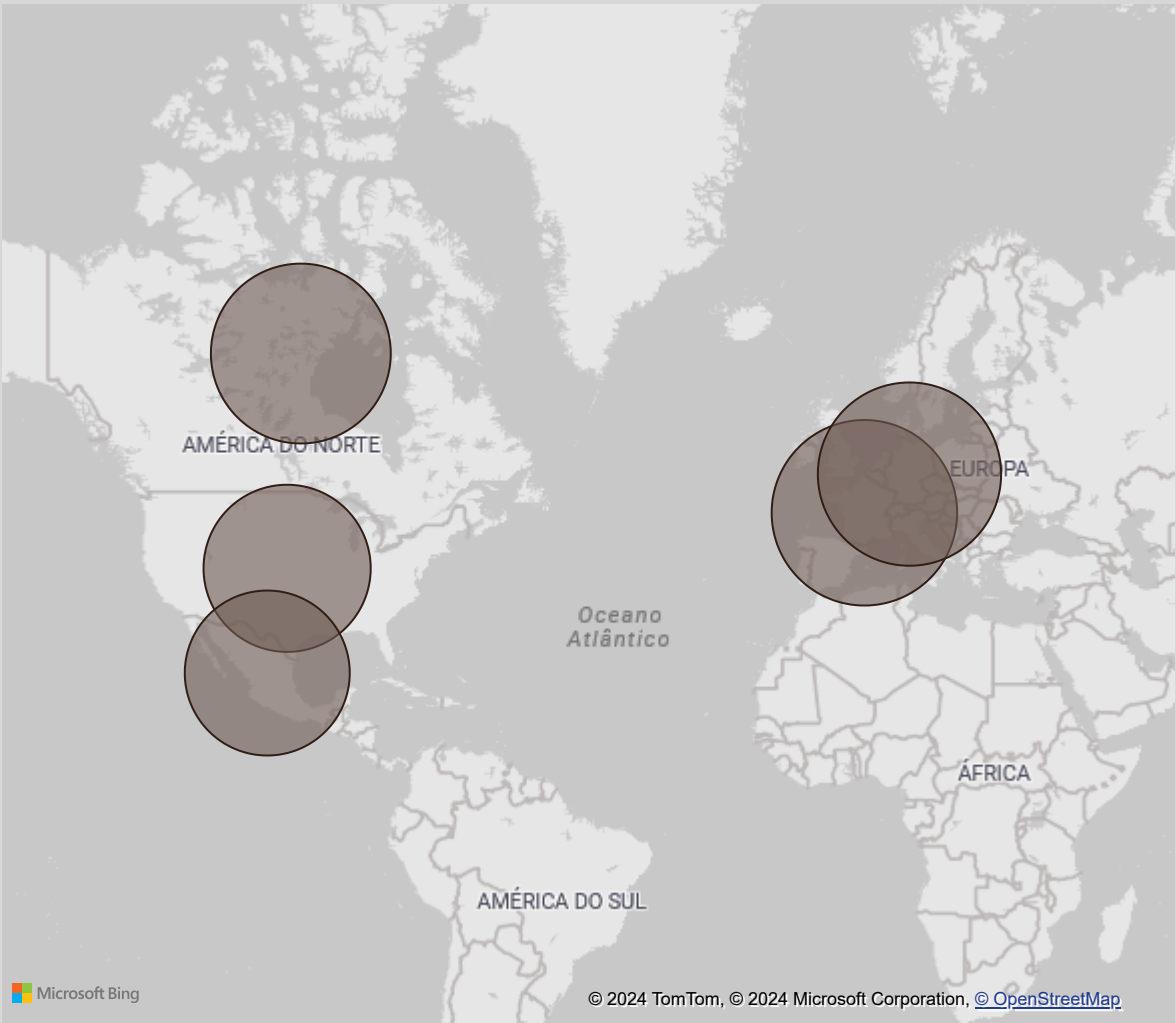 AMÉRICA DO NORTE
EUROPA
Oceano
Atlântico
ÁFRICA
AMÉRICA DO SUL
Microsoft Bing
© 2024 TomTom, © 2024 Microsoft Corporation, © OpenStreetMap